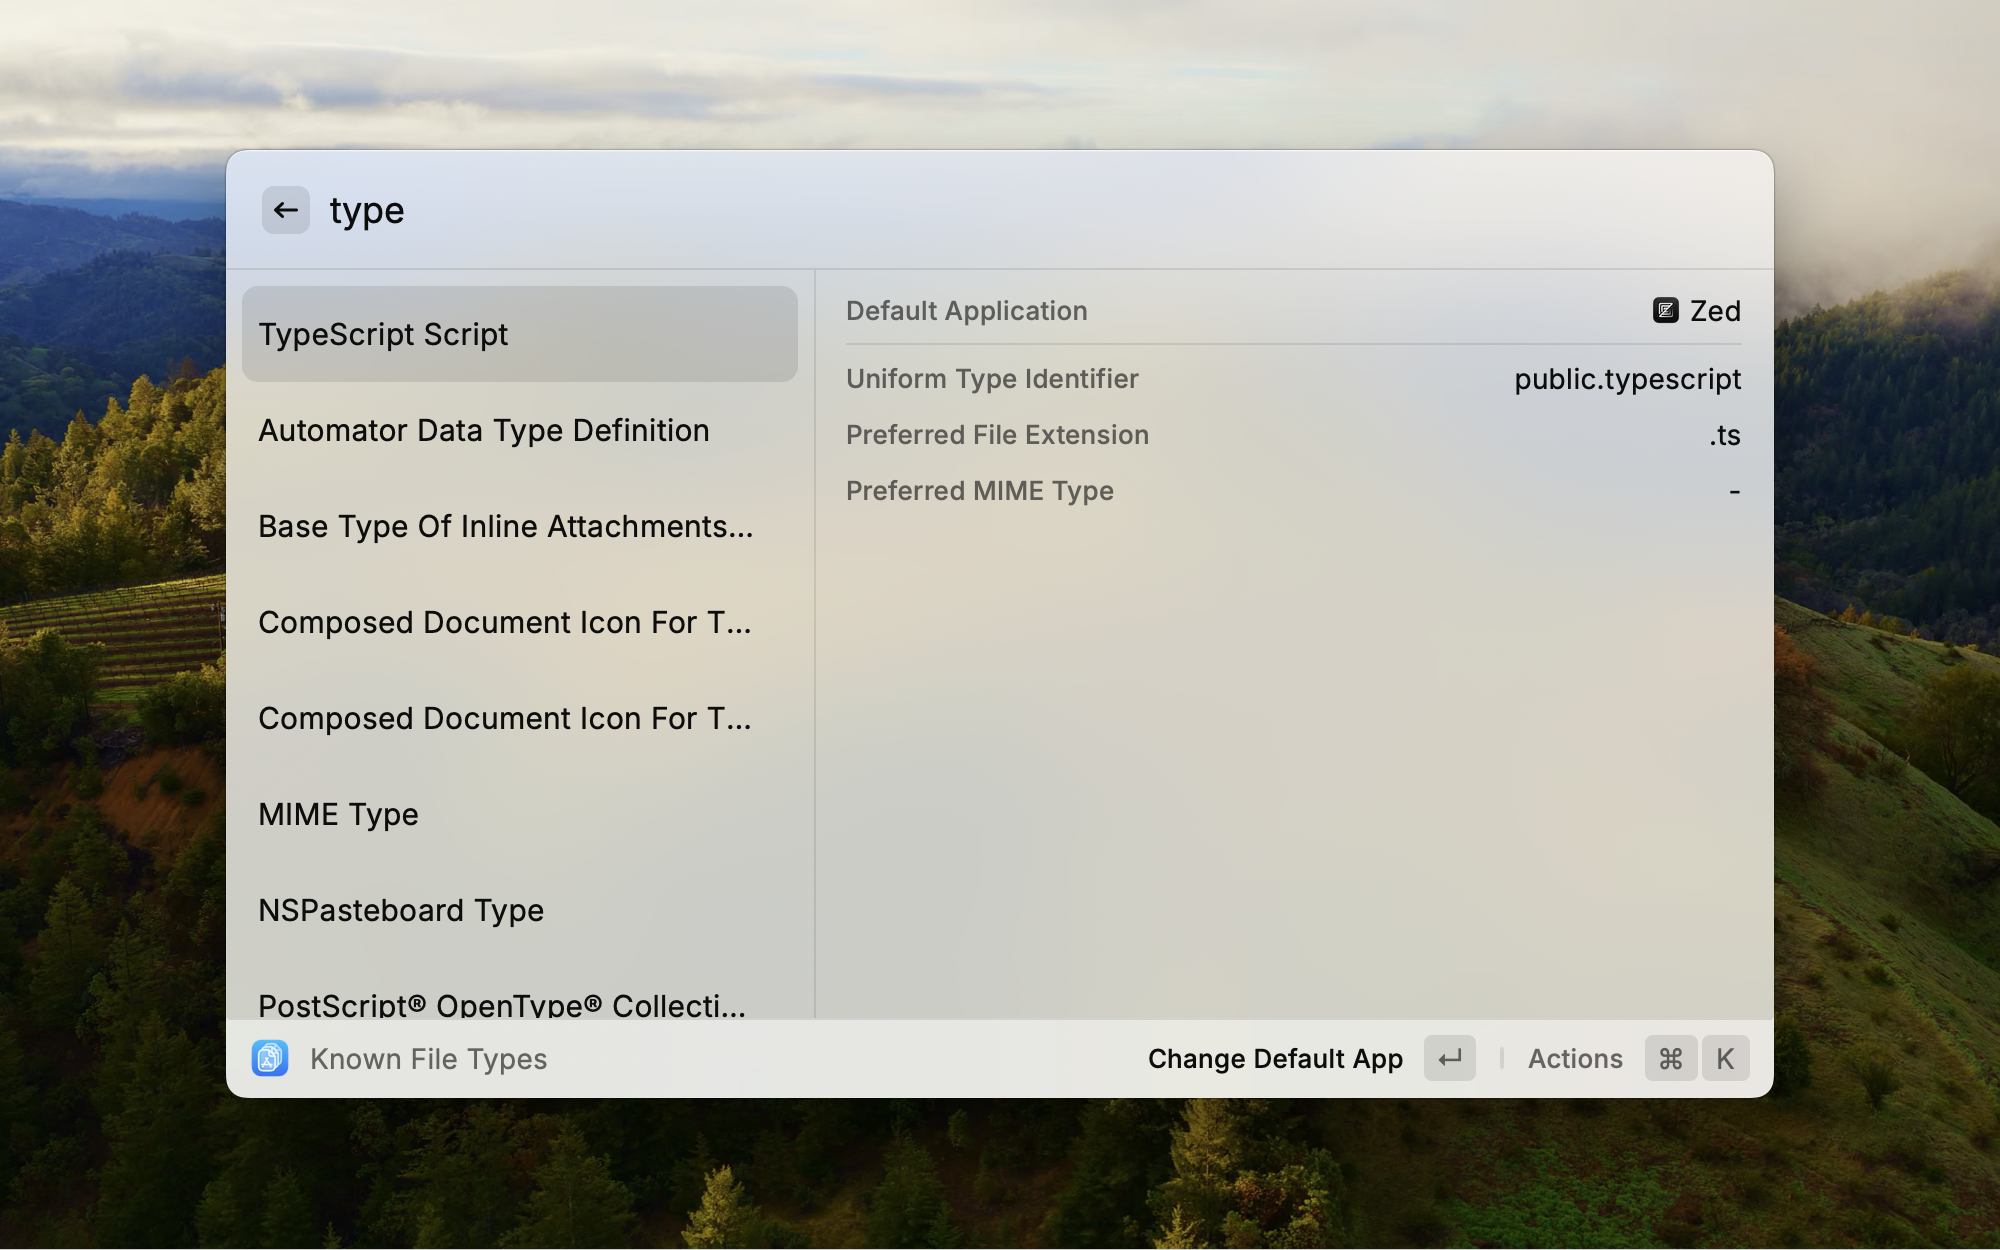 type
TypeScript Script
Automator Data Type Definition
Base Type Of Inline Attachments...
Composed Document Icon For T...
Composed Document Icon For T...
MIME Type
NSPasteboard Type
PostScript® OpenType® Collecti...
Default Application Zed
Uniform Type Identifier public.typescript
Preferred File Extension .ts
Preferred MIME Type -
Known File Types
Change Default App ↵
Actions ⌘ K